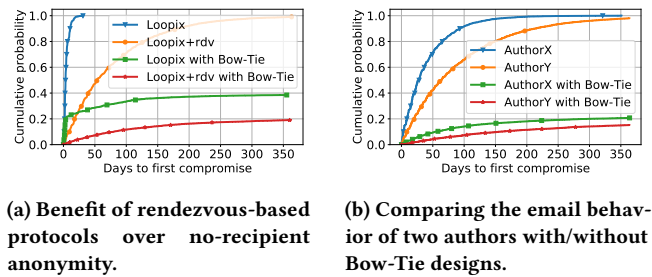 Cumulative probability
1.0
0.8
0.6
0.4
0.2
0.0
Loopix
Loopix+rdv
Loopix with Bow-Tie
Loopix+rdv with Bow-Tie
0 50 100 150 200 250 300 350
Days to first compromise
(a) Benefit of rendezvous-based
protocols over no-recipient
anonymity.
Cumulative probability
1.0
0.8
0.6
0.4
0.2
0.0
AuthorX
AuthorY
AuthorX with Bow-Tie
AuthorY with Bow-Tie
0 50 100 150 200 250 300 350
Days to first compromise
(b) Comparing the email behav-
ior of two authors with/without
Bow-Tie designs.